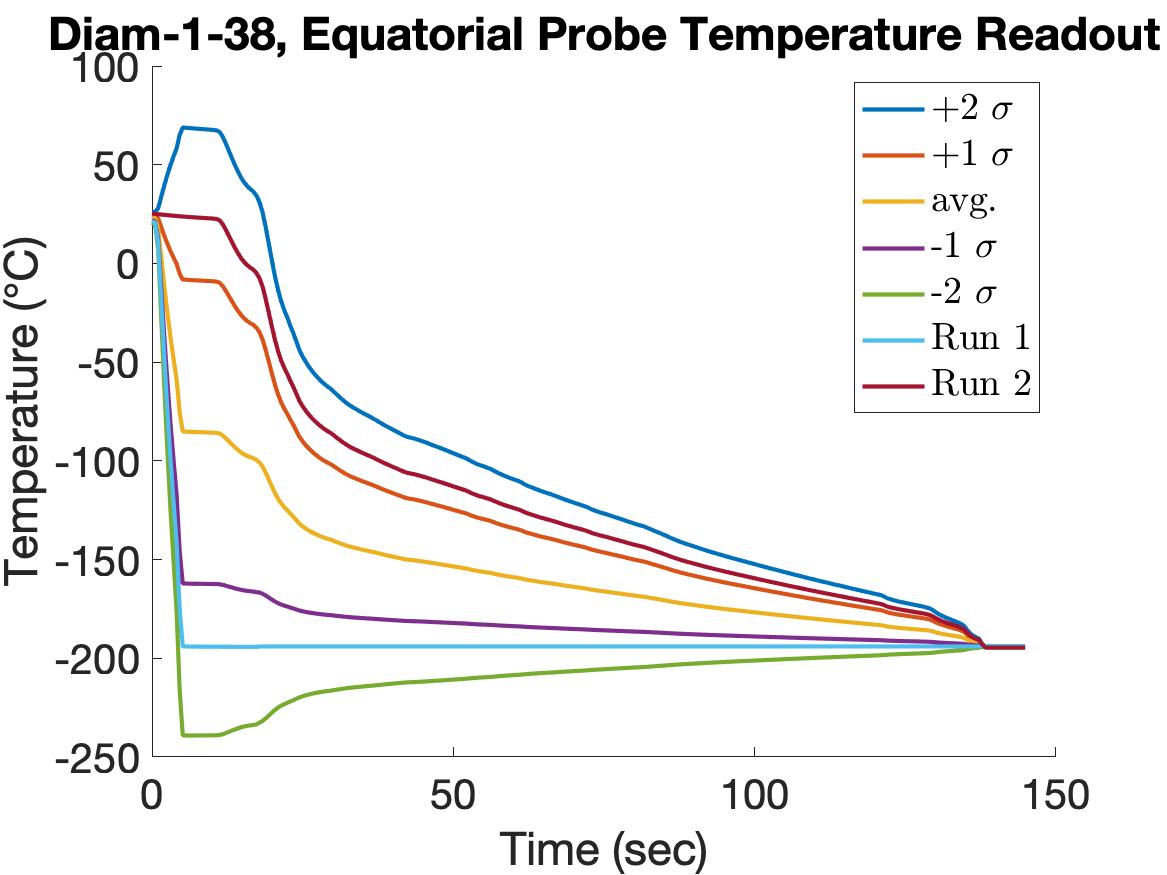 Diam-1-38, Equatorial Probe Temperature Readout
100
50
0
-50
-100
-150
-200
-250
Temperature (°C)
+2 σ
+1 σ
avg.
-1 σ
-2 σ
Run 1
Run 2
0
50
100
150
Time (sec)